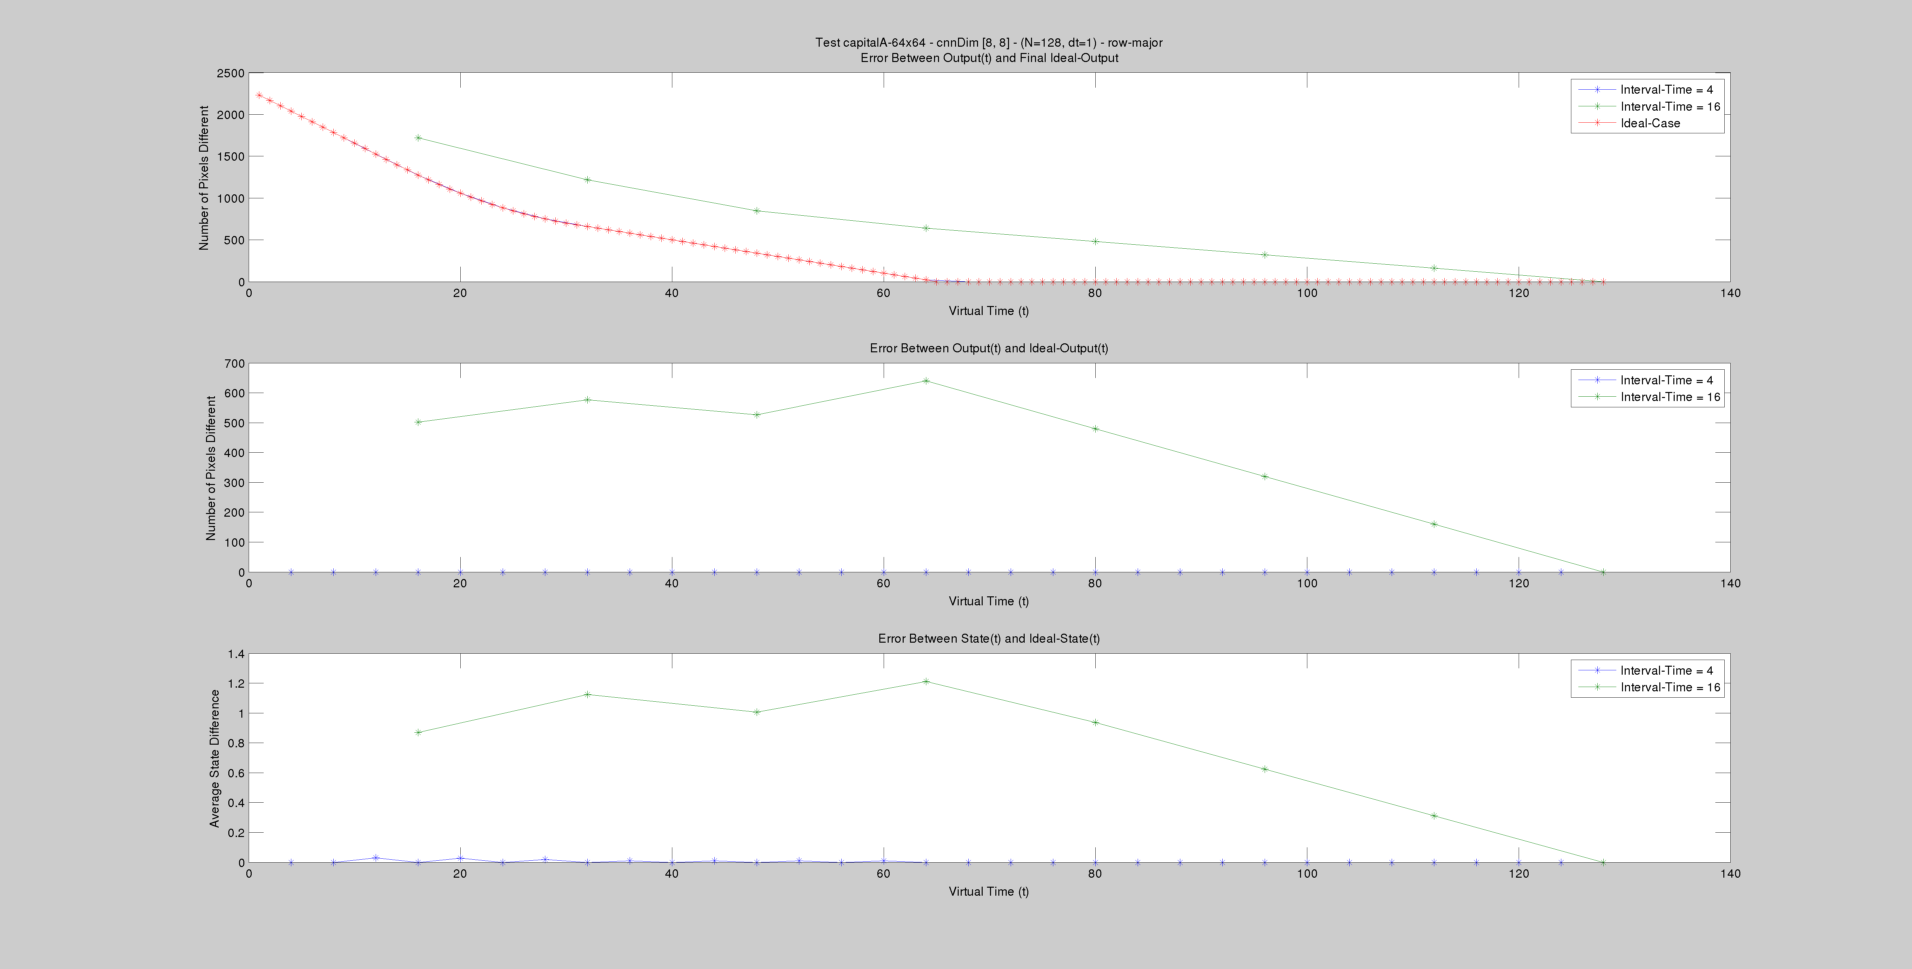 Test capitalA-64x64 - cnnDim [8, 8] - (N=128, dt=1) - row-major
Error Between Output(t) and Final Ideal-Output
Number of Pixels Different
2500
2000
1500
1000
500
0
Interval-Time = 4
Interval-Time = 16
Ideal-Case
0 20 40 60 80 100 120 140
Virtual Time (t)
Error Between Output(t) and Ideal-Output(t)
Number of Pixels Different
700
600
500
400
300
200
100
0
Interval-Time = 4
Interval-Time = 16
0 20 40 60 80 100 120 140
Virtual Time (t)
Error Between State(t) and Ideal-State(t)
Average State Difference
1.4
1.2
1
0.8
0.6
0.4
0.2
0
Interval-Time = 4
Interval-Time = 16
0 20 40 60 80 100 120 140
Virtual Time (t)